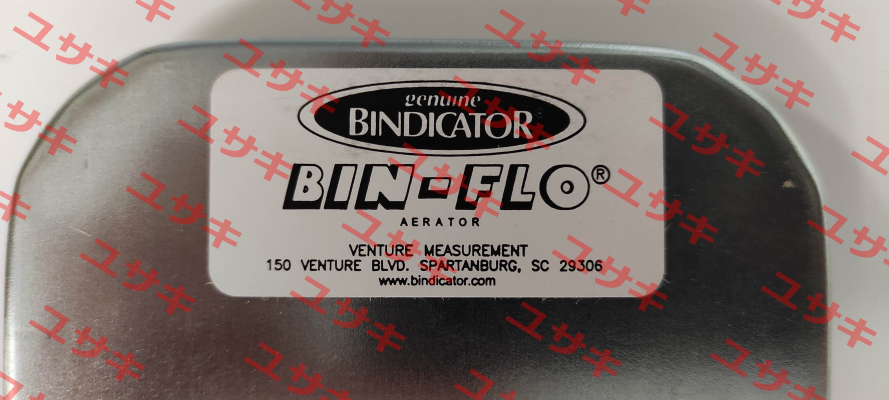 genuine
BINDICATOR
BIN-FLO®
AERATOR
VENTURE MEASUREMENT
150 VENTURE BLVD. SPARTANBURG, SC 29306
www.bindicator.com
ユサキ